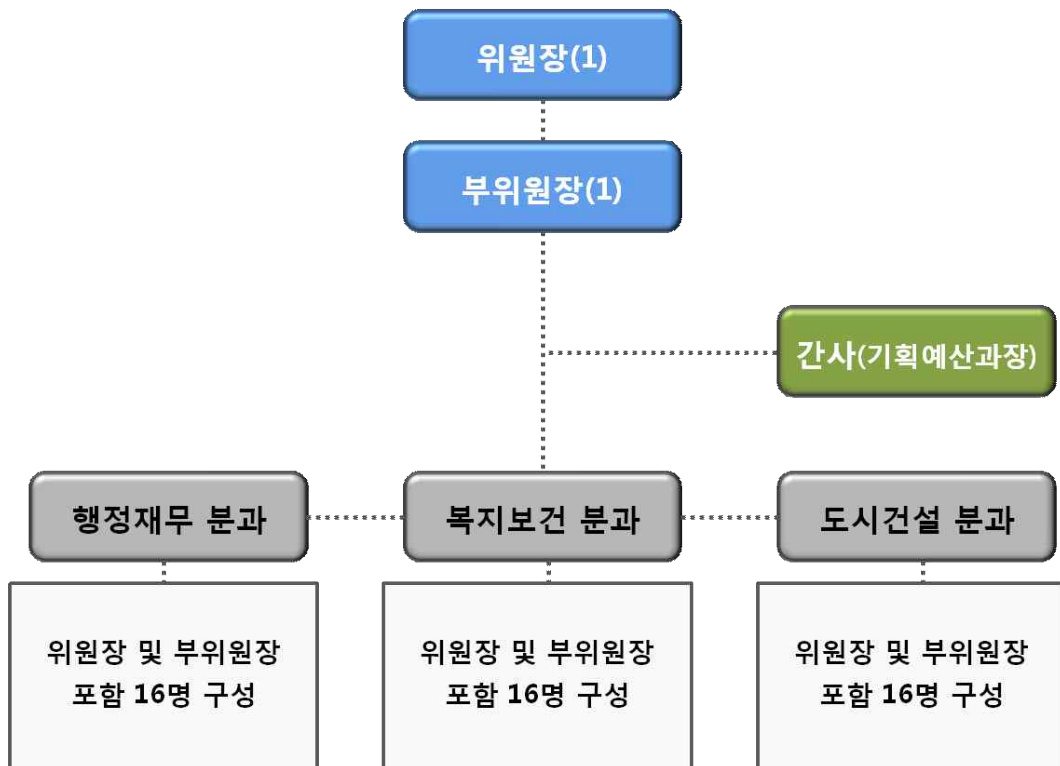 위원장(1)
부위원장(1)
간사(기획예산과장)
행정재무 분과
복지보건 분과
도시건설 분과
위원장 및 부위원장
포함 16명 구성
위원장 및 부위원장
포함 16명 구성
위원장 및 부위원장
포함 16명 구성